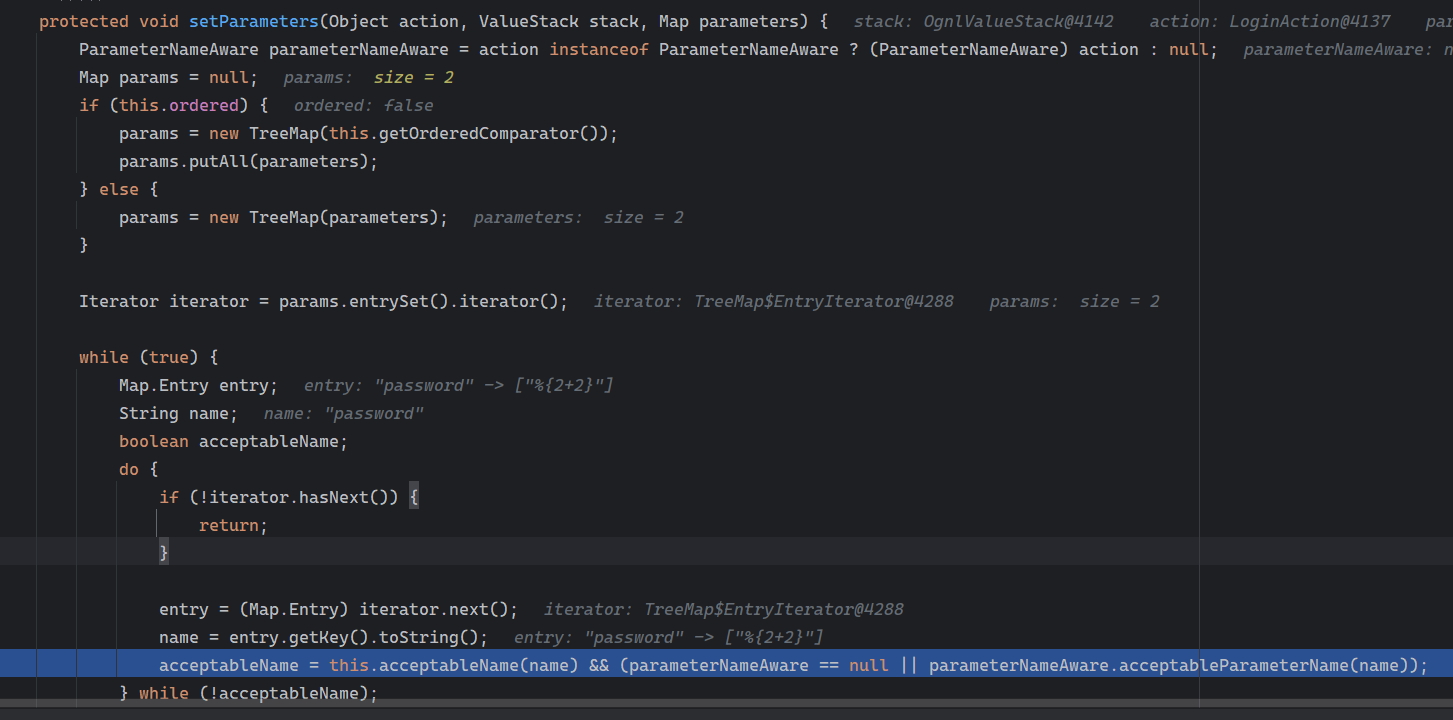 protected void setParameters(Object action, ValueStack stack, Map parameters) {   stack: OgnlValueStack@4142    action: LoginAction@4137    par
    ParameterNameAware parameterNameAware = action instanceof ParameterNameAware ? (ParameterNameAware) action : null;   parameterNameAware: n
    Map params = null;   params:  size = 2
    if (this.ordered) {   ordered: false
        params = new TreeMap(this.getOrderedComparator());
        params.putAll(parameters);
    } else {
        params = new TreeMap(parameters);   parameters:  size = 2
    }
    Iterator iterator = params.entrySet().iterator();   iterator: TreeMap$EntryIterator@4288    params:  size = 2
    while (true) {
        Map.Entry entry;   entry: "password" -> ["%{2+2}"]
        String name;   name: "password"
        boolean acceptableName;
        do {
            if (!iterator.hasNext()) {
                return;
            }
            entry = (Map.Entry) iterator.next();   iterator: TreeMap$EntryIterator@4288
            name = entry.getKey().toString();   entry: "password" -> ["%{2+2}"]
            acceptableName = this.acceptableName(name) && (parameterNameAware == null || parameterNameAware.acceptableParameterName(name));
        } while (!acceptableName);